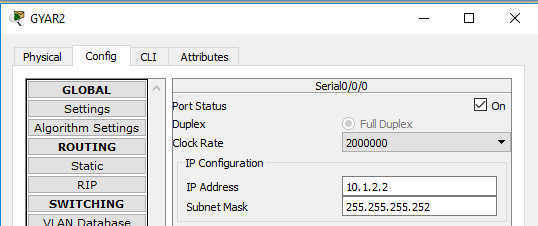 GYAR2
Physical Config CLI Attributes
GLOBAL
Settings
Algorithm Settings
ROUTING
Static
RIP
SWITCHING
VLAN Database
Serial0/0/0
Port Status On
Duplex Full Duplex
Clock Rate 2000000
IP Configuration
IP Address 10.1.2.2
Subnet Mask 255.255.255.252